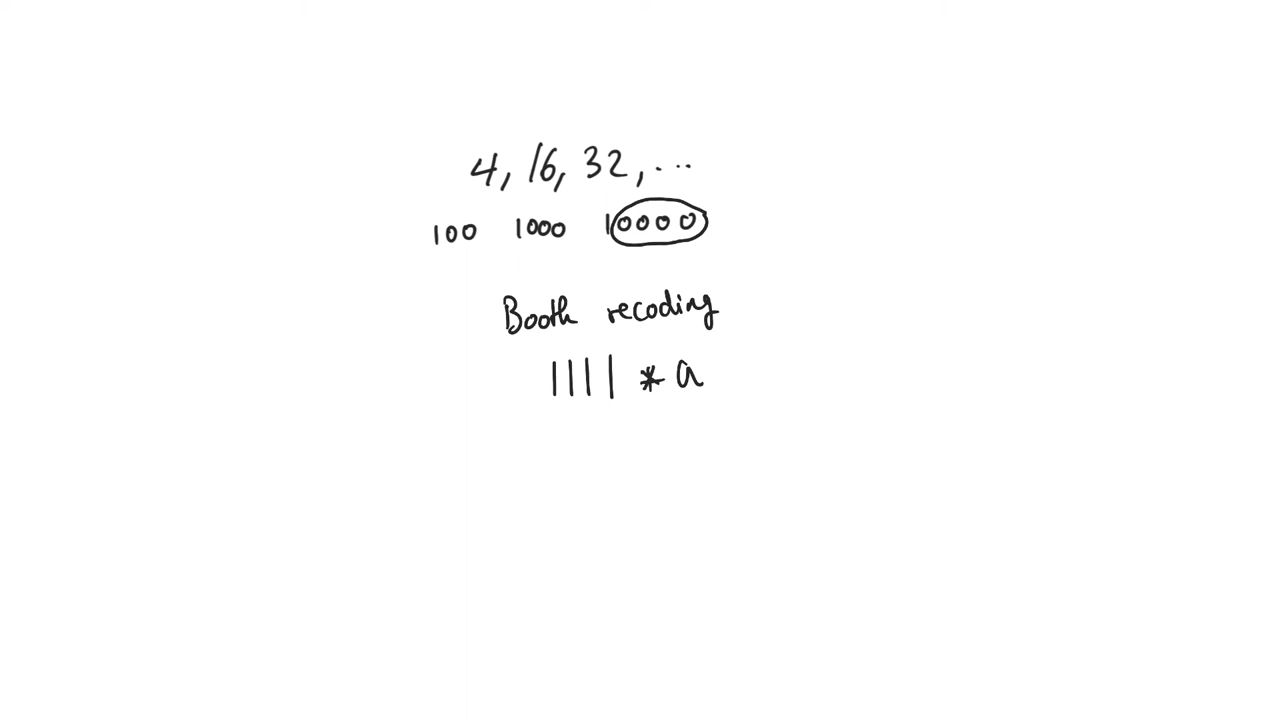 4, 16, 32, ...
100 1000 10000
Booth recoding
1111 * a